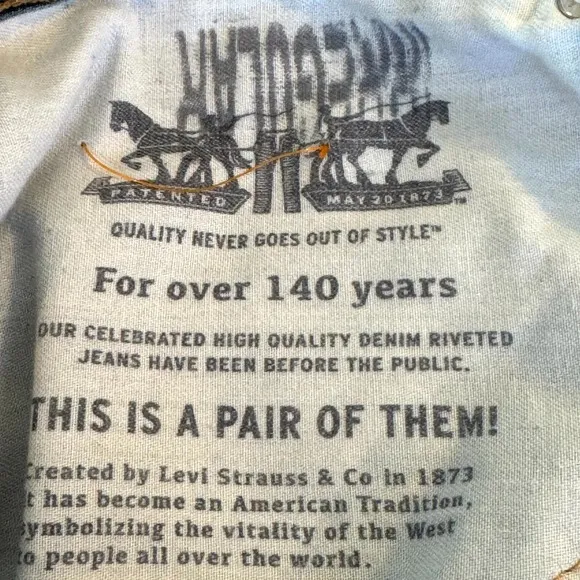 PATENTED
MAY 20 1873 ™
QUALITY NEVER GOES OUT OF STYLE™
For over 140 years
OUR CELEBRATED HIGH QUALITY DENIM RIVETED
JEANS HAVE BEEN BEFORE THE PUBLIC.
THIS IS A PAIR OF THEM!
Created by Levi Strauss & Co in 1873
it has become an American Tradition,
symbolizing the vitality of the West
to people all over the world.